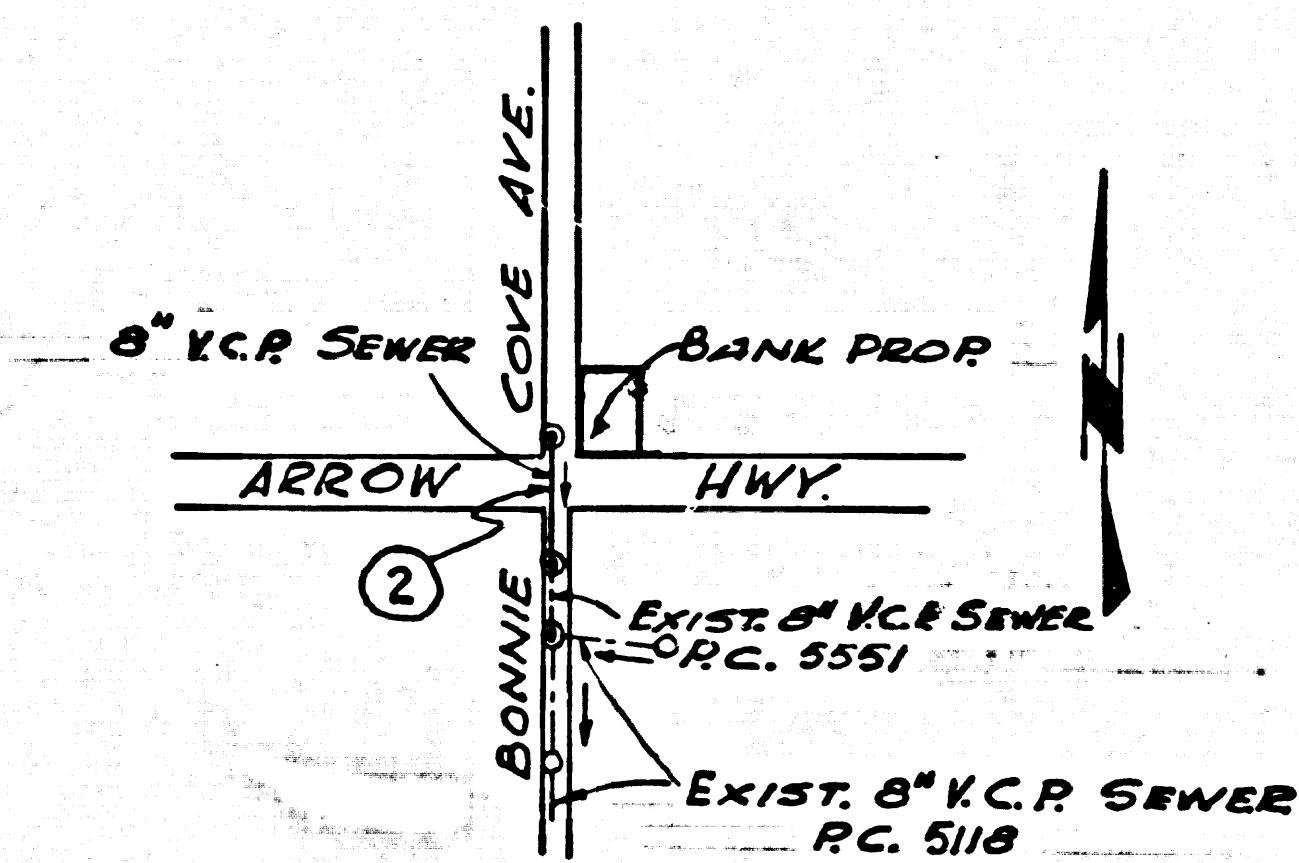 BONNIE COVE AVE.
8" V.C.P. SEWER
BANK PROP.
ARROW HWY.
2
EXIST. 8" V.C.P. SEWER
P.C. 5551
EXIST. 8" V.C.P. SEWER
P.C. 5118